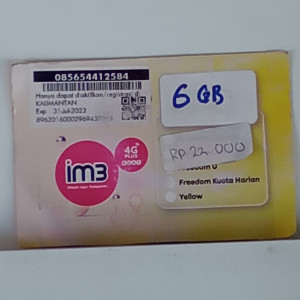 085654412584
Hanya dapat diaktifkan/registrasi di
KALIMANTAN
Exp 31-Juli-2023
6 GB
RP 22.000
im3
4G
PLUS
Freedom U
Freedom Kuota Harian
Yellow